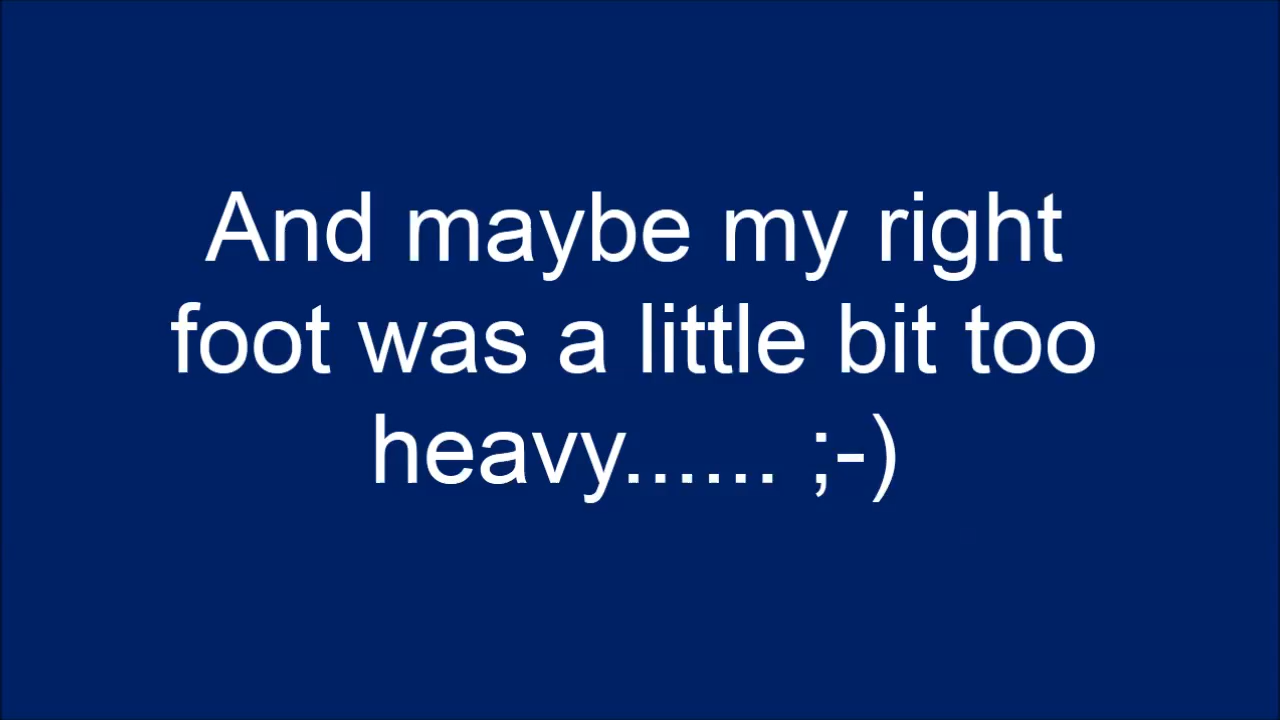 And maybe my right
foot was a little bit too
heavy...... ;-)